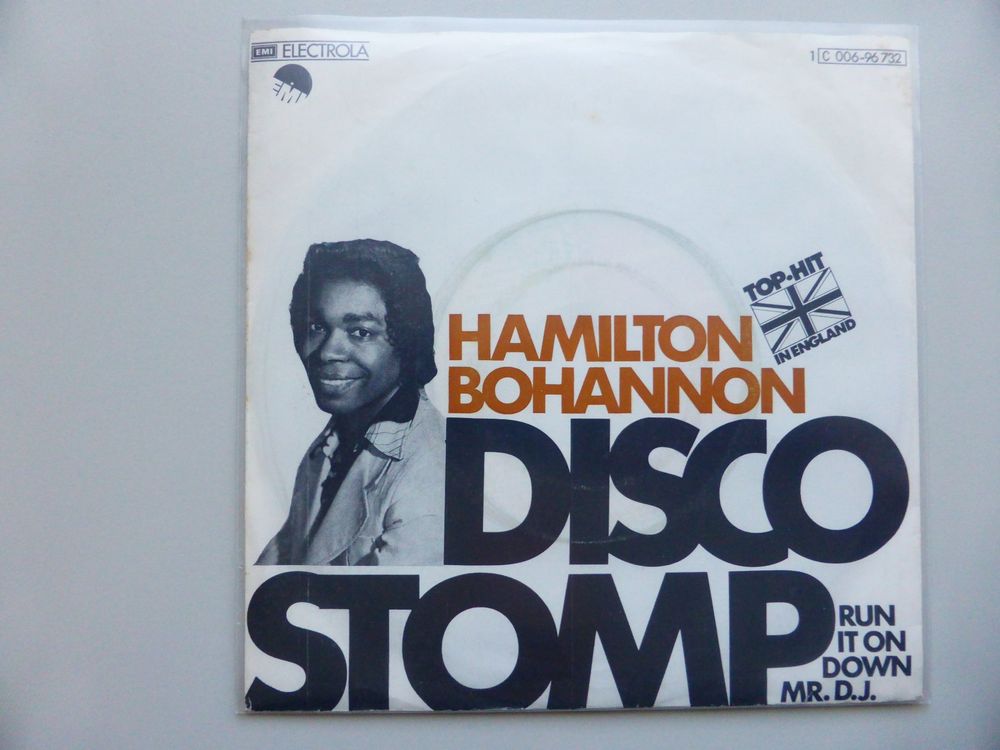 EMI ELECTROLA
1 C 006-96 732
EMI
TOP-HIT
IN ENGLAND
HAMILTON
BOHANNON
DISCO
STOMP
RUN
IT ON
DOWN
MR. D.J.